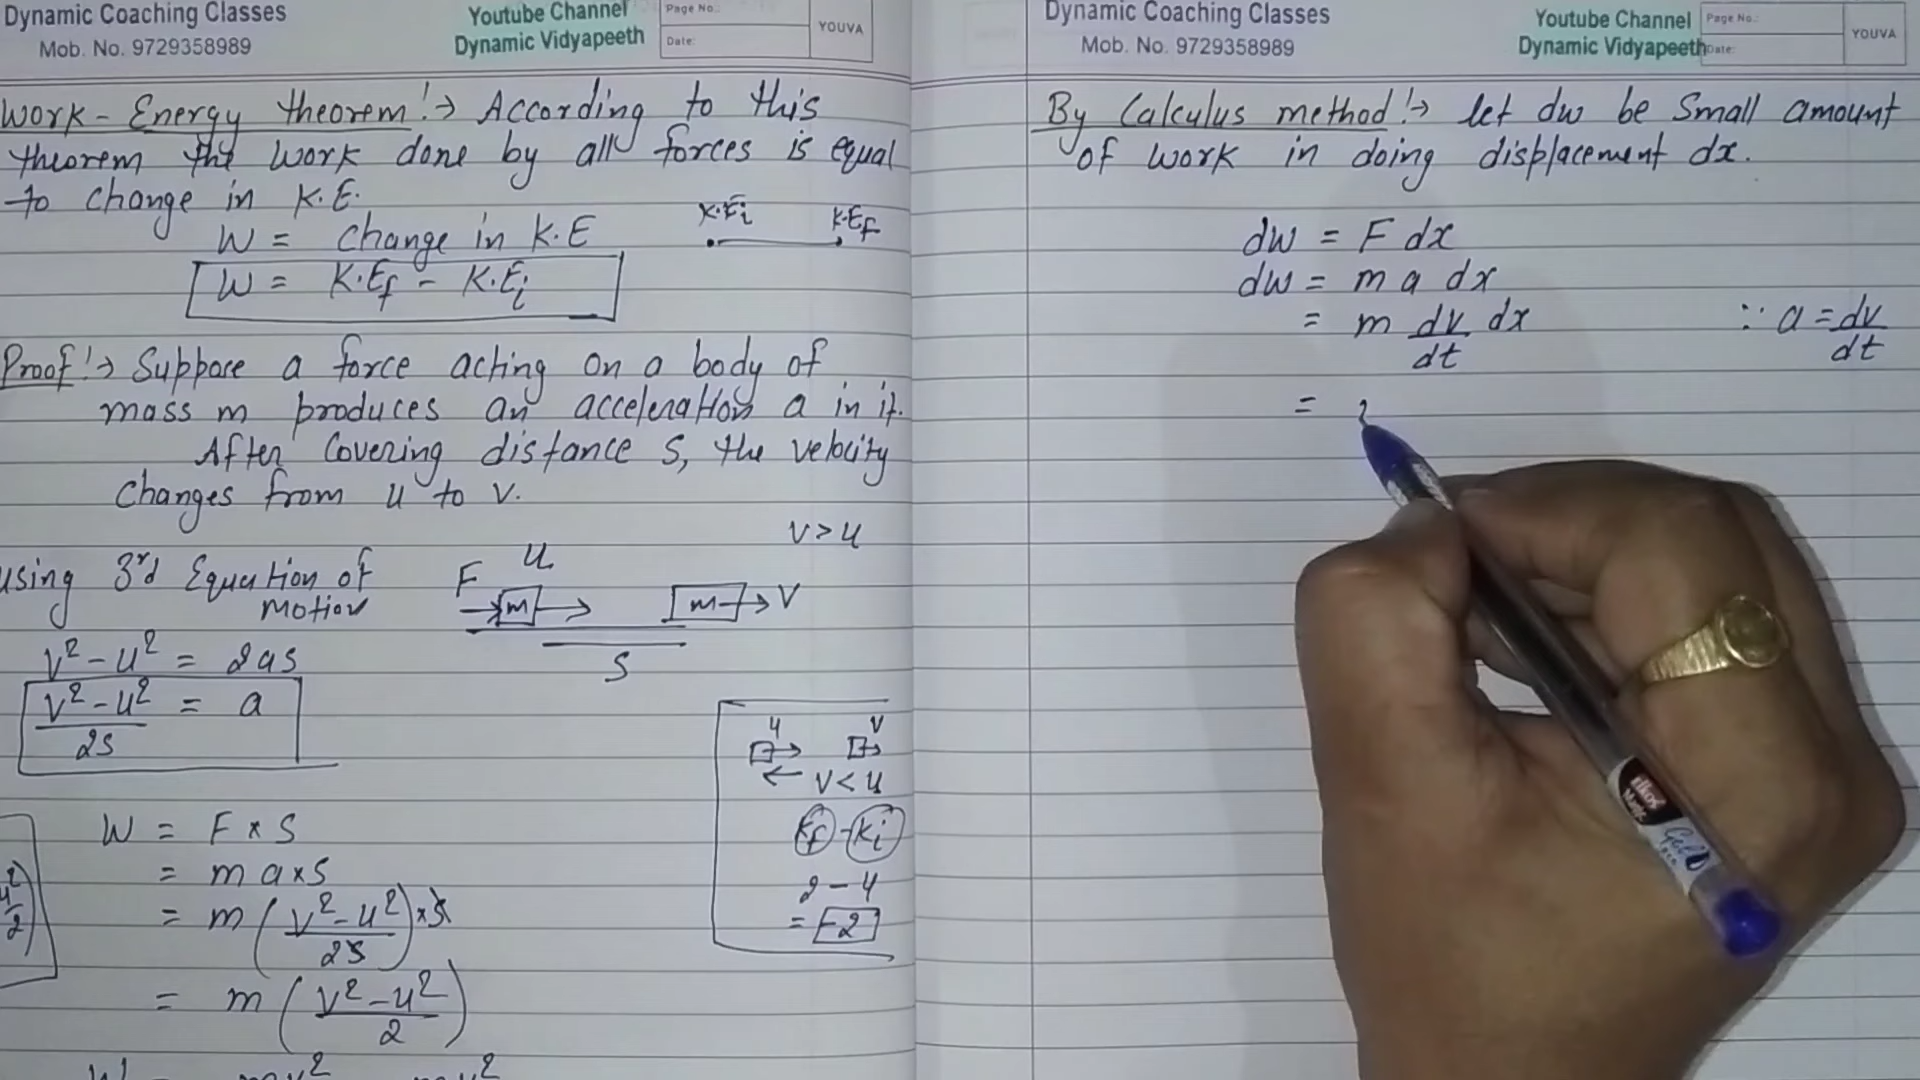 Dynamic Coaching Classes
Mob. No. 9729358989
Youtube Channel
Dynamic Vidyapeeth
Page No.:
Date:
YOUVA
Work-Energy theorem:→ According to this
theorem the work done by all forces is equal
to change in K.E.
W = change in K.E
W = K.Ef - K.Ei
K.Ei K.Ef
Proof:→ Suppose a force acting on a body of
mass m produces an acceleration a in it.
After covering distance S, the velocity
changes from u to v.
v > u
using 3rd Equation of
motion
F u
m m v
S
v² - u² = 2as
v² - u² = a
2s
u v
v < u
Kf - Ki
2 - 4
= -2
W = F × S
= m a × s
= m (v² - u²) × s
2s
= m (v² - u²)
2
W = mv² mu²
Dynamic Coaching Classes
Mob. No. 9729358989
Youtube Channel
Dynamic Vidyapeeth
Page No.:
Date:
YOUVA
By Calculus method:→ let dw be small amount
of work in doing displacement dx.
dw = F dx
dw = m a dx
= m dv dx ∵ a = dv
dt dt
=
elkos
Gel